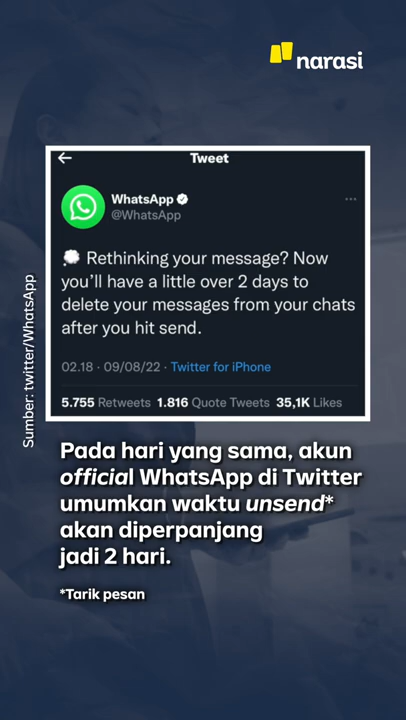 narasi
Tweet
WhatsApp
@WhatsApp
💭 Rethinking your message? Now
you'll have a little over 2 days to
delete your messages from your chats
after you hit send.
02.18 · 09/08/22 · Twitter for iPhone
5.755 Retweets 1.816 Quote Tweets 35,1K Likes
Sumber: twitter/WhatsApp
Pada hari yang sama, akun
official WhatsApp di Twitter
umumkan waktu unsend*
akan diperpanjang
jadi 2 hari.
*Tarik pesan